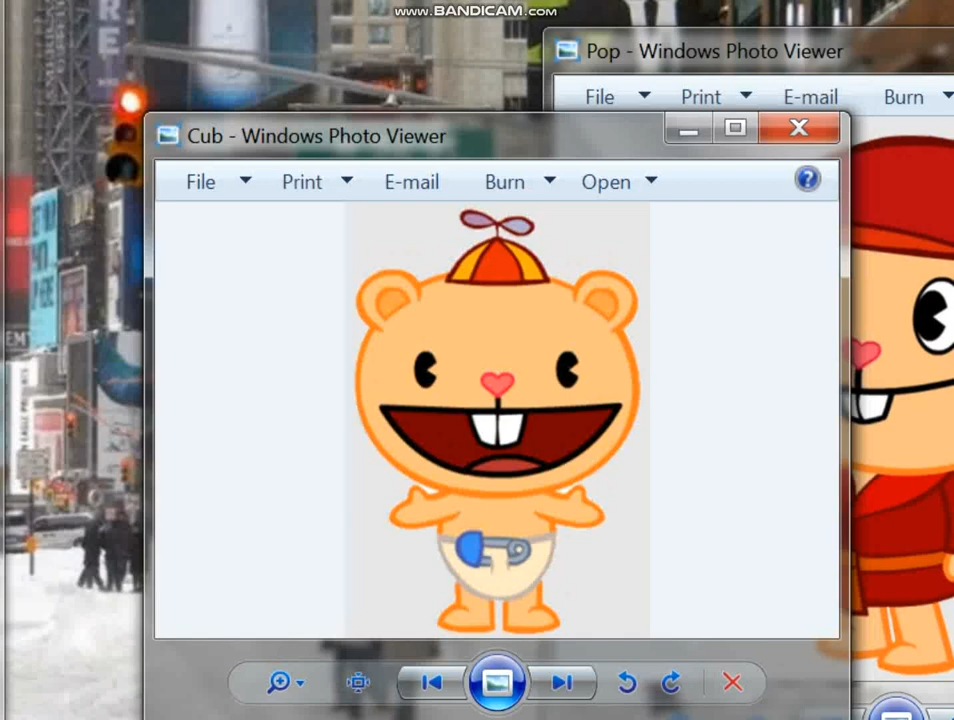 www.BANDICAM.com
Pop - Windows Photo Viewer
File Print E-mail Burn
Cub - Windows Photo Viewer
File Print E-mail Burn Open